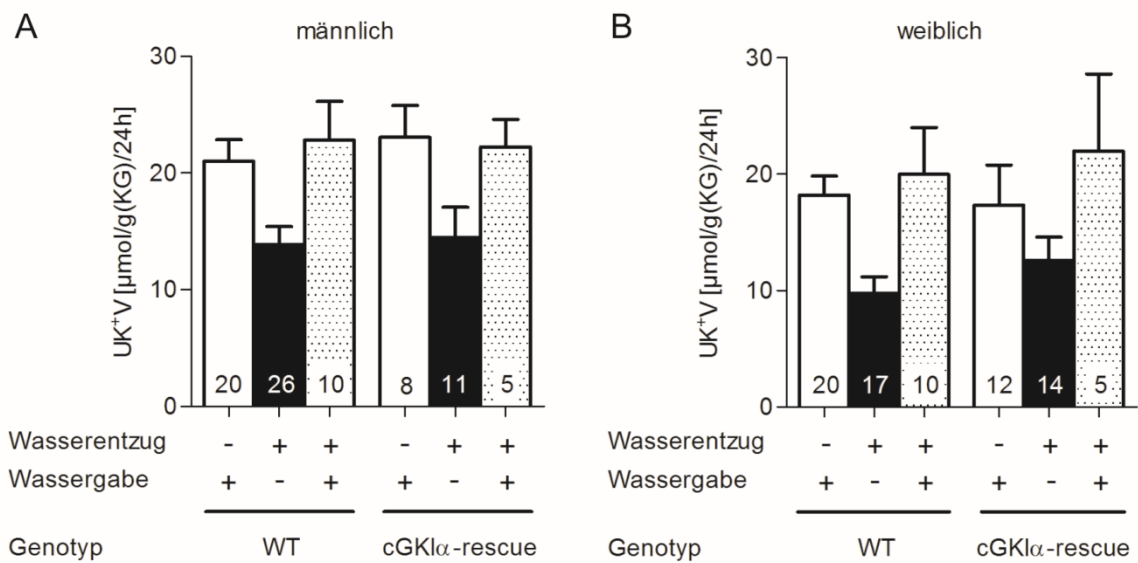 A
männlich
UK⁺V [µmol/g(KG)/24h]
30
20
10
0
20 26 10 8 11 5
Wasserentzug - + + - + +
Wassergabe + - + + - +
Genotyp WT cGKIα-rescue
B
weiblich
UK⁺V [µmol/g(KG)/24h]
30
20
10
0
20 17 10 12 14 5
Wasserentzug - + + - + +
Wassergabe + - + + - +
Genotyp WT cGKIα-rescue